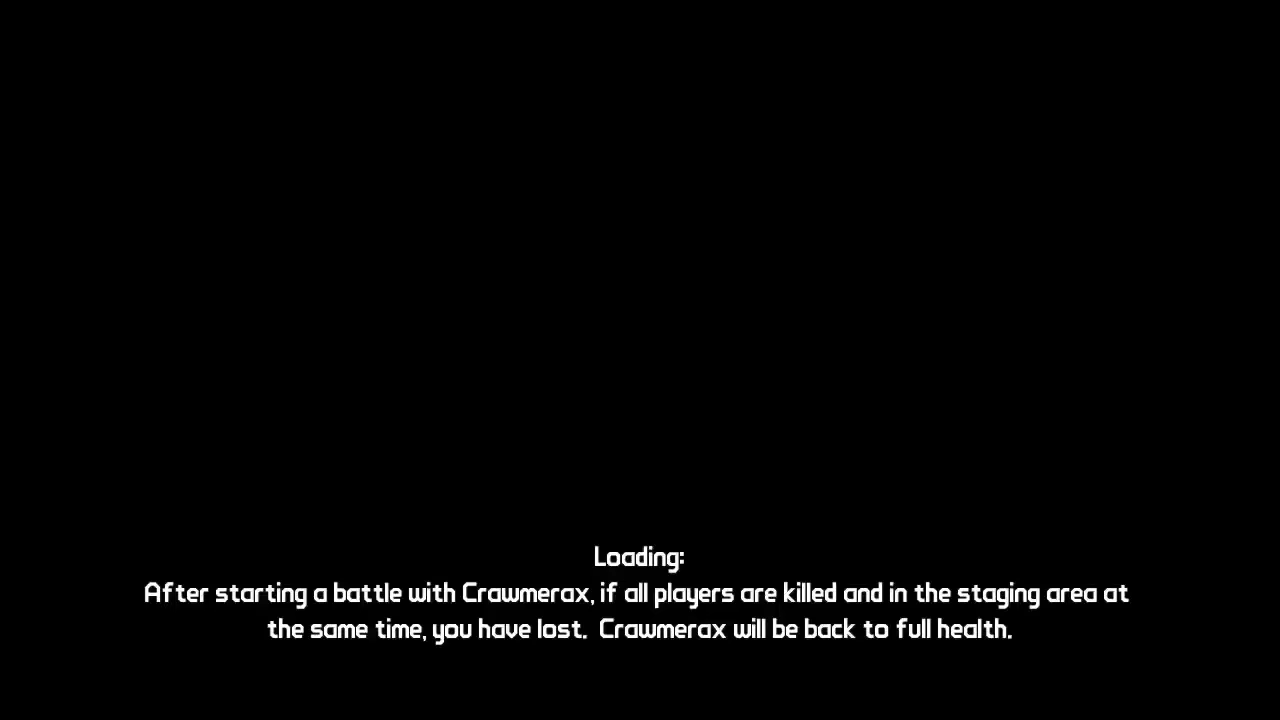 Loading:
After starting a battle with Crawmerax, if all players are killed and in the staging area at
the same time, you have lost.  Crawmerax will be back to full health.